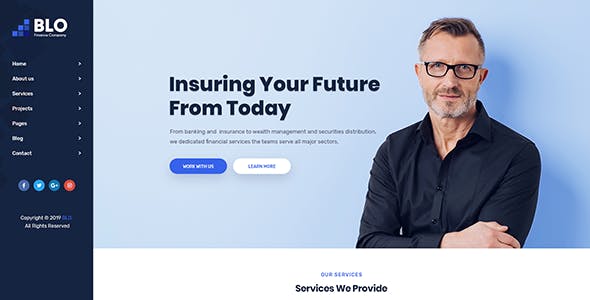 BLO
Finance Company
Home
About us
Services
Projects
Pages
Blog
Contact
Copyright © 2019 BLO.
All Rights Reserved
Insuring Your Future
From Today
From banking and insurance to wealth management and securities distribution,
we dedicated financial services the teams serve all major sectors.
WORK WITH US
LEARN MORE
OUR SERVICES
Services We Provide